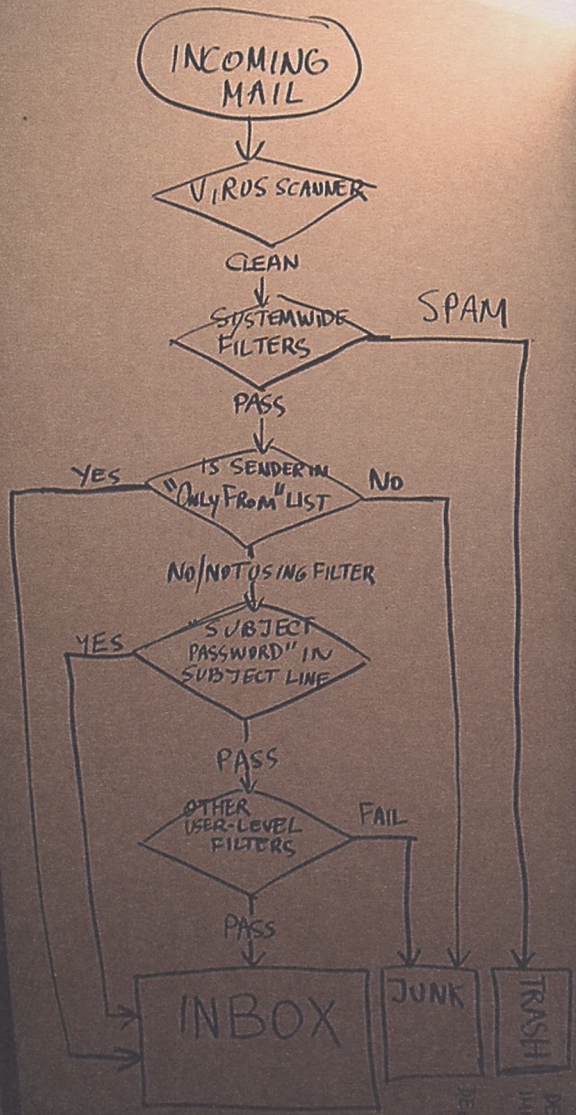 INCOMING
MAIL
VIRUS SCANNER
CLEAN
SYSTEMWIDE
FILTERS
SPAM
PASS
YES
IS SENDER IN
"ONLY FROM" LIST
NO
NO/NOT USING FILTER
YES
"SUBJECT
PASSWORD" IN
SUBJECT LINE
PASS
OTHER
USER-LEVEL
FILTERS
FAIL
PASS
INBOX
JUNK
TRASH